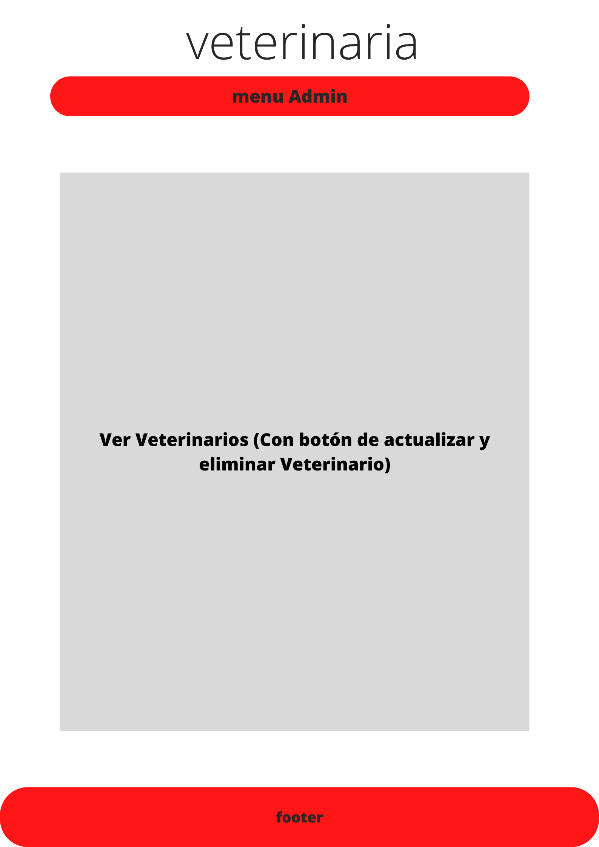 veterinaria
menu Admin
Ver Veterinarios (Con botón de actualizar y
eliminar Veterinario)
footer